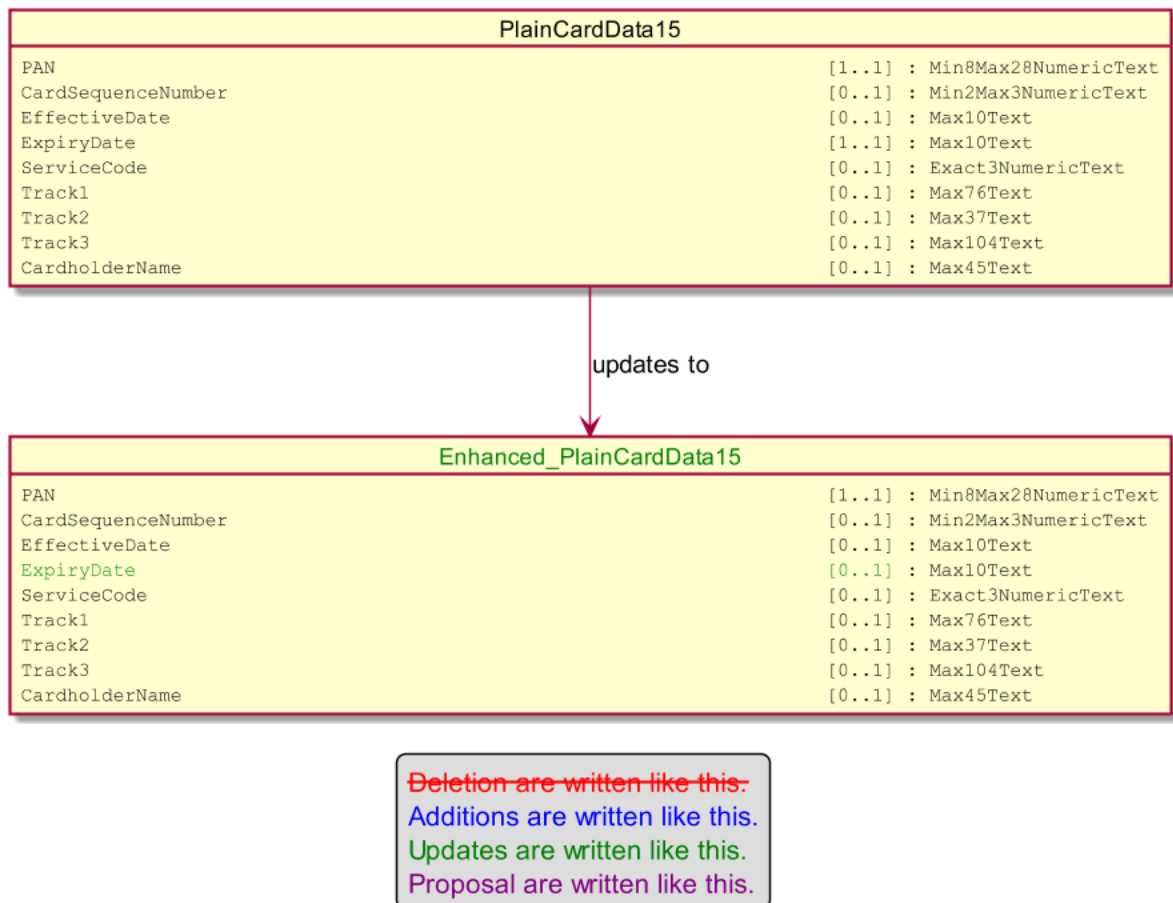 PlainCardData15
PAN [1..1] : Min8Max28NumericText
CardSequenceNumber [0..1] : Min2Max3NumericText
EffectiveDate [0..1] : Max10Text
ExpiryDate [1..1] : Max10Text
ServiceCode [0..1] : Exact3NumericText
Track1 [0..1] : Max76Text
Track2 [0..1] : Max37Text
Track3 [0..1] : Max104Text
CardholderName [0..1] : Max45Text
updates to
Enhanced_PlainCardData15
PAN [1..1] : Min8Max28NumericText
CardSequenceNumber [0..1] : Min2Max3NumericText
EffectiveDate [0..1] : Max10Text
ExpiryDate [0..1] : Max10Text
ServiceCode [0..1] : Exact3NumericText
Track1 [0..1] : Max76Text
Track2 [0..1] : Max37Text
Track3 [0..1] : Max104Text
CardholderName [0..1] : Max45Text
Deletion are written like this.
Additions are written like this.
Updates are written like this.
Proposal are written like this.